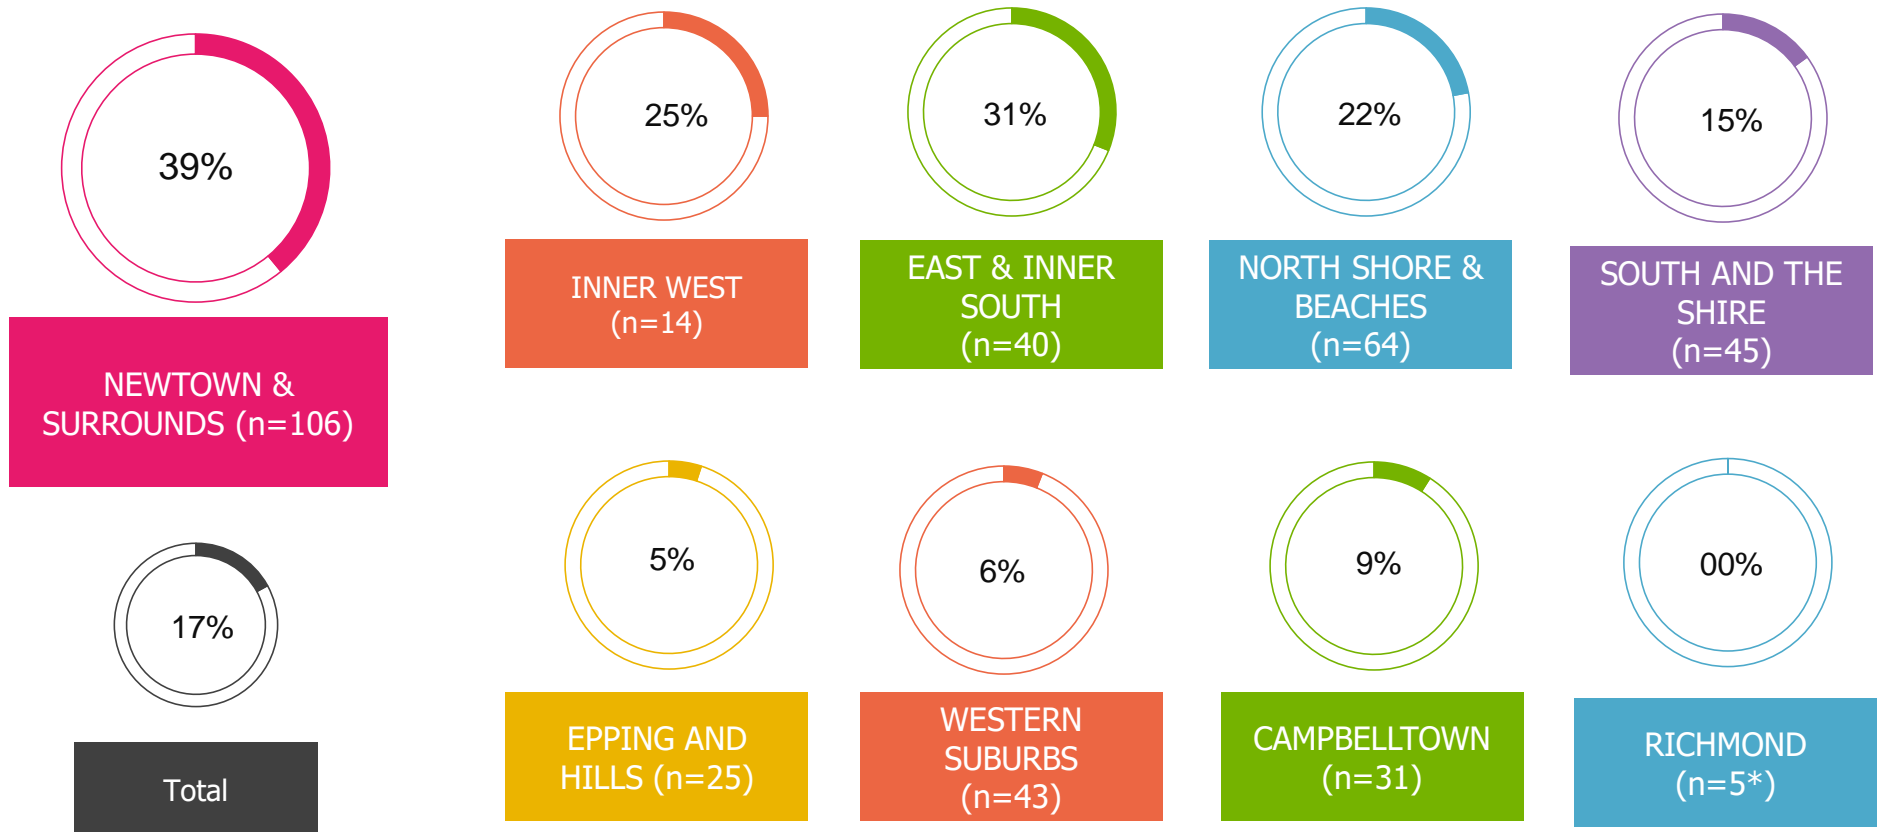 39%
NEWTOWN &
SURROUNDS (n=106)
25%
INNER WEST
(n=14)
31%
EAST & INNER
SOUTH
(n=40)
22%
NORTH SHORE &
BEACHES
(n=64)
15%
SOUTH AND THE
SHIRE
(n=45)
17%
Total
5%
EPPING AND
HILLS (n=25)
6%
WESTERN
SUBURBS
(n=43)
9%
CAMPBELLTOWN
(n=31)
00%
RICHMOND
(n=5*)